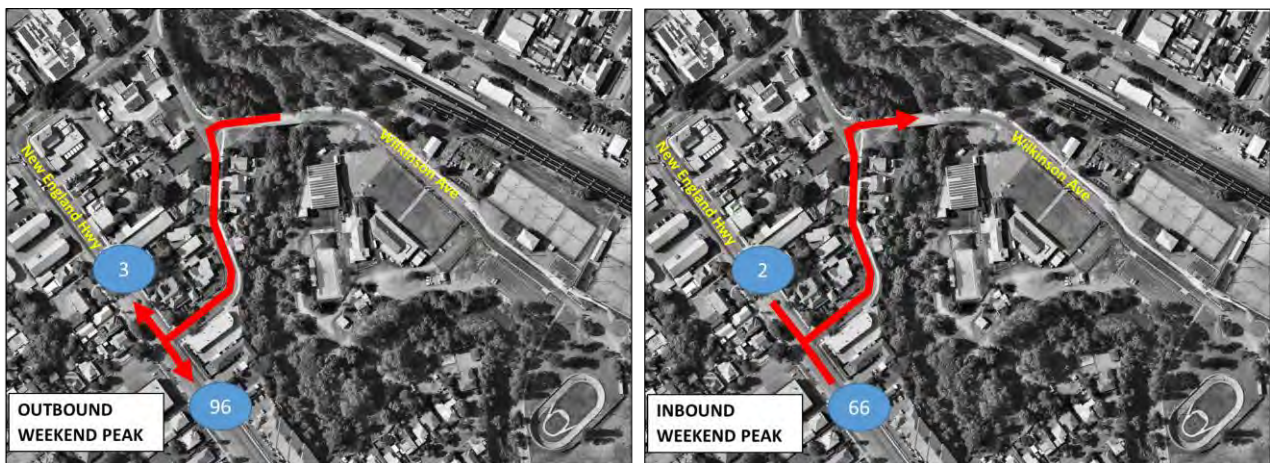 New England Hwy
Wilkinson Ave
3
96
OUTBOUND
WEEKEND PEAK
New England Hwy
Wilkinson Ave
2
66
INBOUND
WEEKEND PEAK